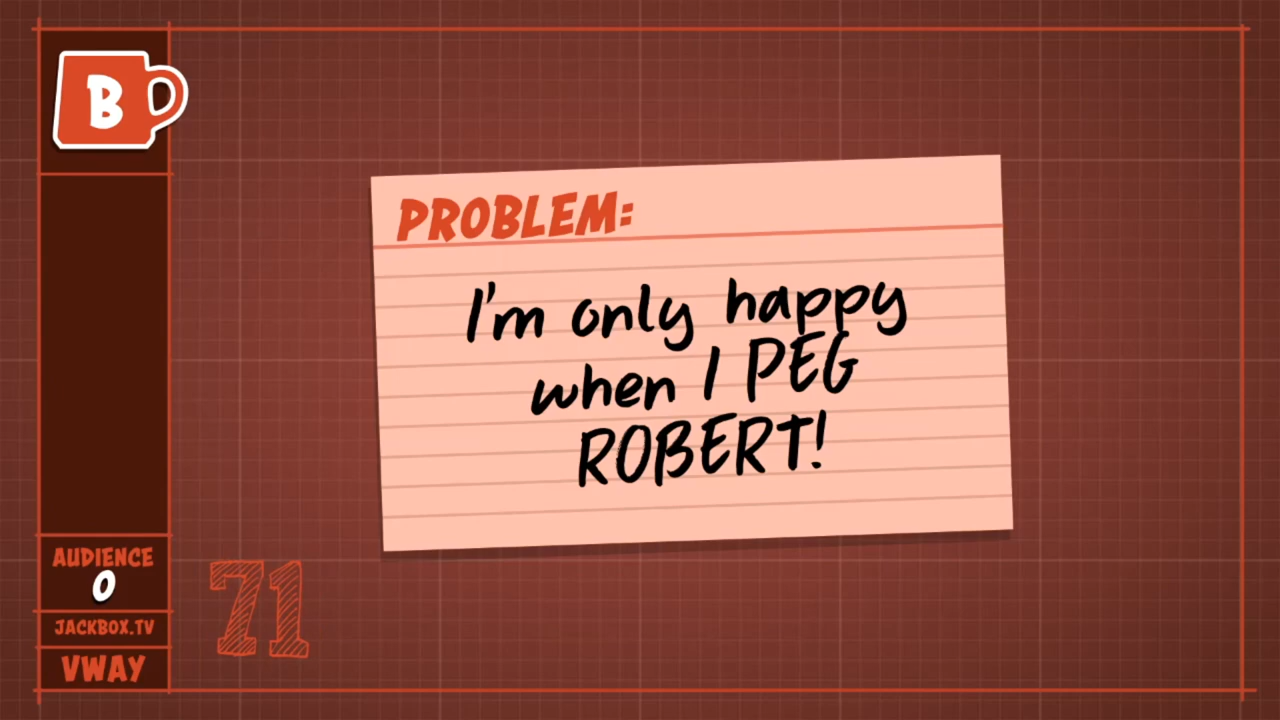 B
PROBLEM:
I'm only happy
when I PEG
ROBERT!
AUDIENCE
0
JACKBOX.TV
VWAY
71